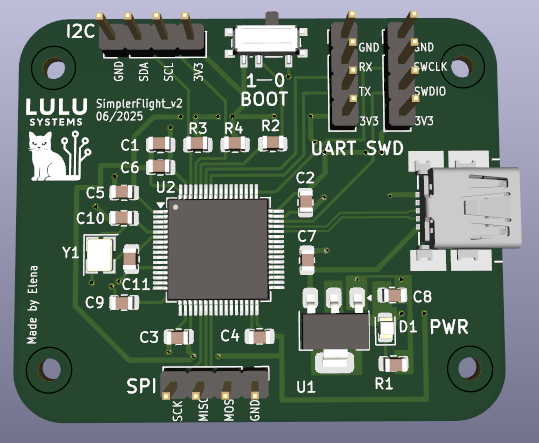 I2C
GND
SDA
SCL
3V3
1—0
BOOT
GND
RX
TX
3V3
GND
SWCLK
SWDIO
3V3
UART SWD
LULU
SYSTEMS
SimplerFlight_v2
06/2025
R3
R4
R2
C1
C6
U2
C5
C10
Y1
C11
C9
C2
C7
C3
C4
C8
D1
PWR
U1
R1
Made by Elena
SPI
SCK
MISO
MOS
GND